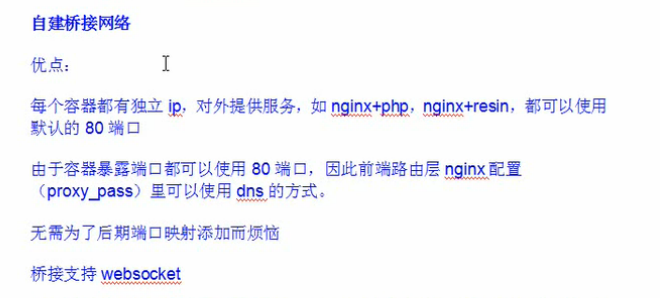 自建桥接网络
优点：
每个容器都有独立 ip，对外提供服务，如 nginx+php，nginx+resin，都可以使用
默认的 80 端口
由于容器暴露端口都可以使用 80 端口，因此前端路由层 nginx 配置
（proxy_pass）里可以使用 dns 的方式。
无需为了后期端口映射添加而烦恼
桥接支持 websocket